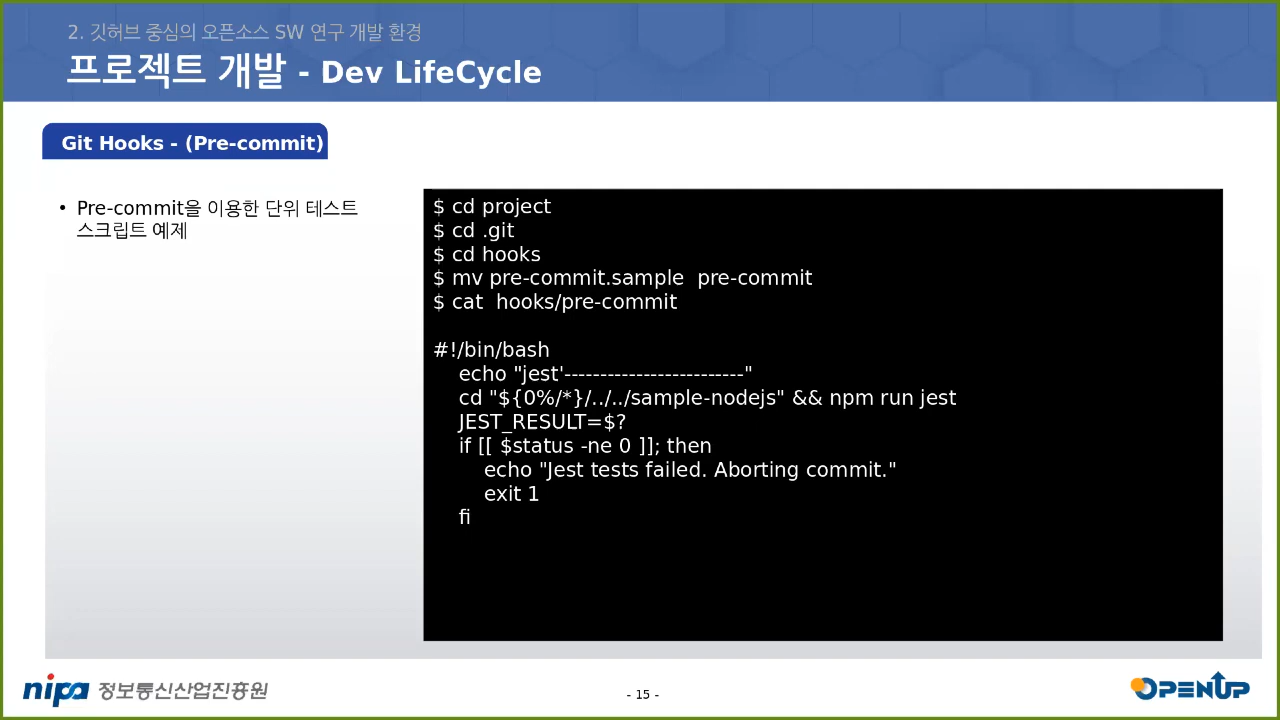 2. 깃허브 중심의 오픈소스 SW 연구 개발 환경
프로젝트 개발 - Dev LifeCycle
Git Hooks - (Pre-commit)
• Pre-commit을 이용한 단위 테스트
스크립트 예제
$ cd project
$ cd .git
$ cd hooks
$ mv pre-commit.sample  pre-commit
$ cat  hooks/pre-commit
#!/bin/bash
echo "jest'-------------------------"
cd "${0%/*}/../../sample-nodejs" && npm run jest
JEST_RESULT=$?
if [[ $status -ne 0 ]]; then
echo "Jest tests failed. Aborting commit."
exit 1
fi
nipa 정보통신산업진흥원
- 15 -
OPENUP